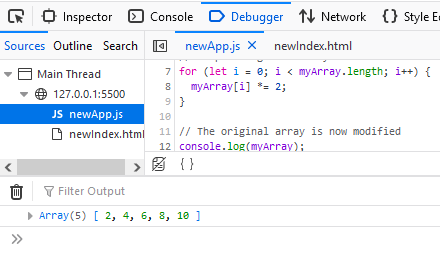 Inspector Console Debugger Network Style E
Sources Outline Search newApp.js newIndex.html
Main Thread
127.0.0.1:5500
JS newApp.js
newIndex.html
7 for (let i = 0; i < myArray.length; i++) {
8 myArray[i] *= 2;
9 }
10
11 // The original array is now modified
12 console.log(myArray);
{ }
Filter Output
Array(5) [ 2, 4, 6, 8, 10 ]